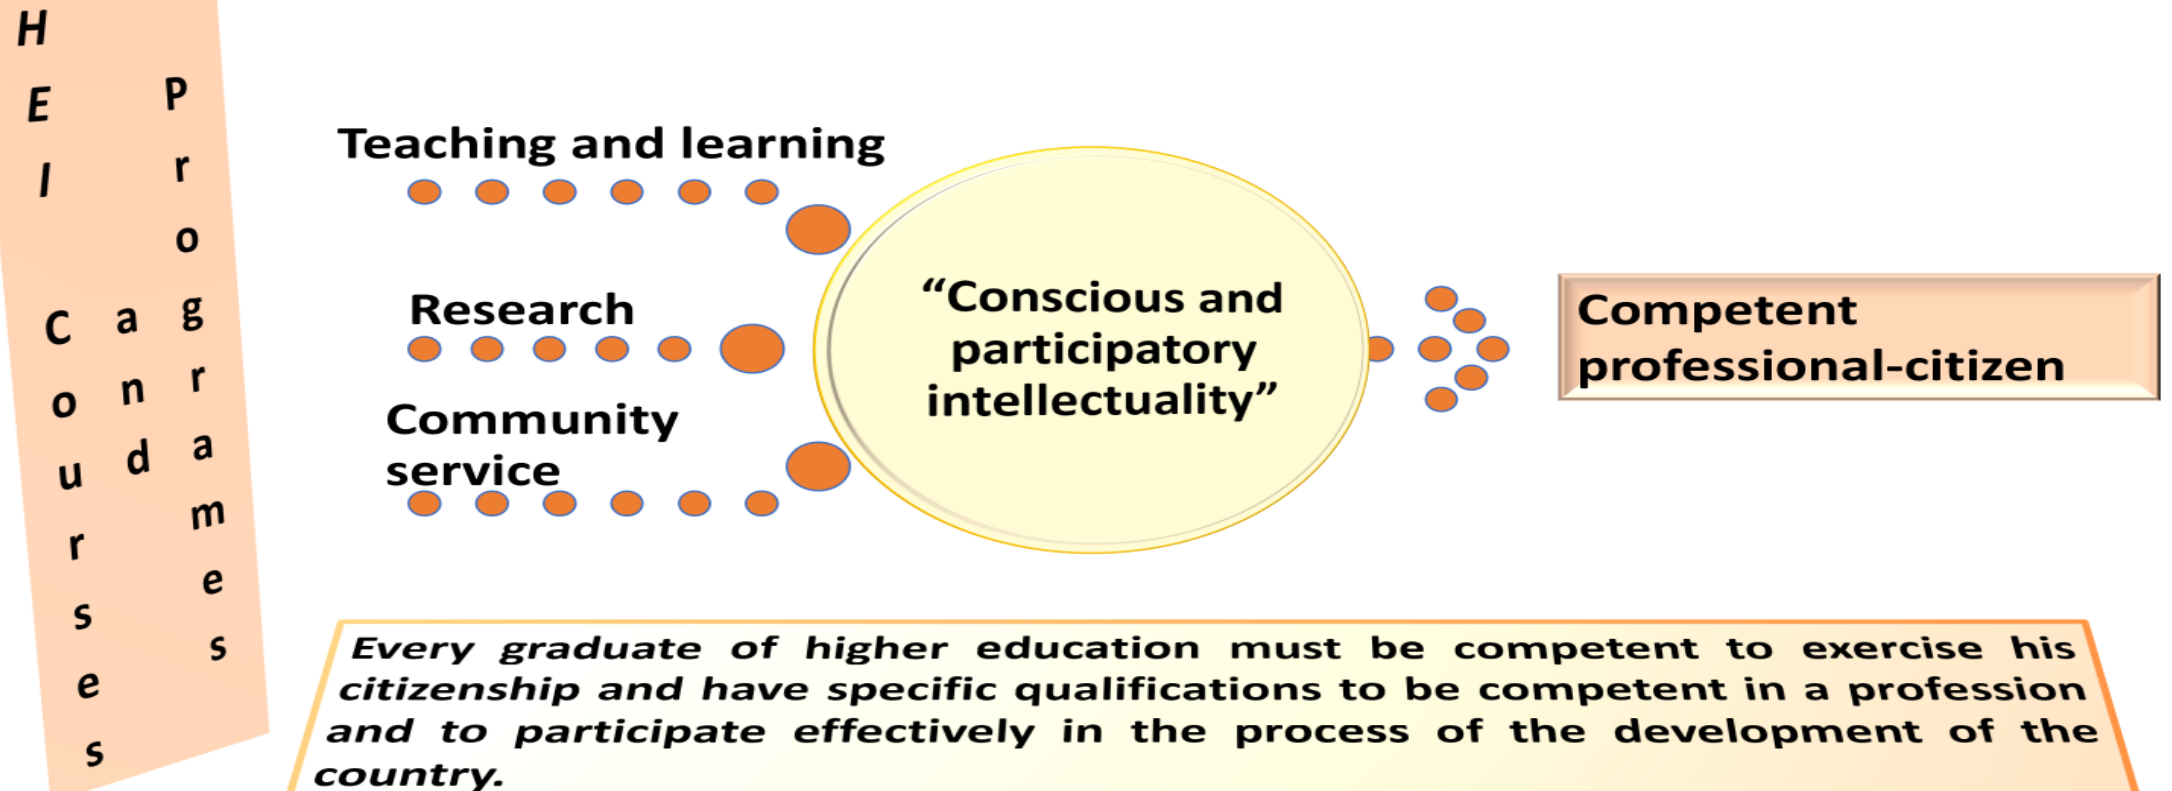 HEI Courses
and
Programmes
Teaching and learning
Research
Community
service
“Conscious and
participatory
intellectuality”
Competent
professional-citizen
Every graduate of higher education must be competent to exercise his
citizenship and have specific qualifications to be competent in a profession
and to participate effectively in the process of the development of the
country.